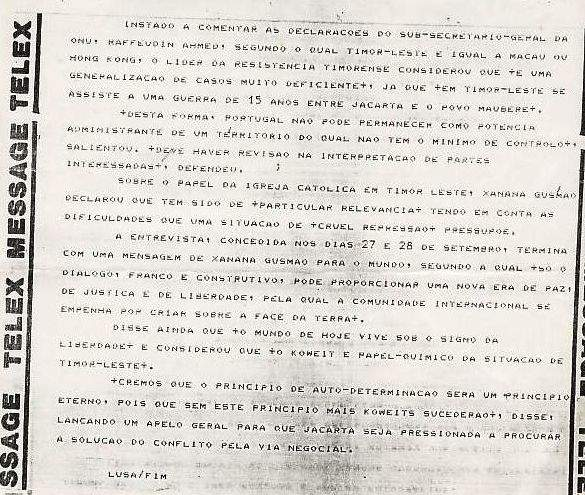 INSTADO A COMENTAR AS DECLARACOES DO SUB-SECRETARIO-GERAL DA
ONU, RAFFEUDIN AHMED, SEGUNDO O QUAL TIMOR-LESTE E IGUAL A MACAU OU
HONG KONG, O LIDER DA RESISTENCIA TIMORENSE CONSIDEROU QUE +E UMA
GENERALIZACAO DE CASOS MUITO DEFICIENTE+, JA QUE +EM TIMOR-LESTE SE
ASSISTE A UMA GUERRA DE 15 ANOS ENTRE JACARTA E O POVO MAUBERE+.
+DESTA FORMA, PORTUGAL NAO PODE PERMANECER COMO POTENCIA
ADMINISTRANTE DE UM TERRITORIO DO QUAL NAO TEM O MINIMO DE CONTROLO+,
SALIENTOU. +DEVE HAVER REVISAO NA INTERPRETACAO DE PARTES
INTERESSADAS+, DEFENDEU.
SOBRE O PAPEL DA IGREJA CATOLICA EM TIMOR LESTE, XANANA GUSMAO
DECLAROU QUE TEM SIDO DE +PARTICULAR RELEVANCIA+ TENDO EM CONTA AS
DIFICULDADES QUE UMA SITUACAO DE +CRUEL REPRESSAO+ PRESSUPOE.
A ENTREVISTA, CONCEDIDA NOS DIAS 27 E 28 DE SETEMBRO, TERMINA
COM UMA MENSAGEM DE XANANA GUSMAO PARA O MUNDO, SEGUNDO A QUAL +SO O
DIALOGO, FRANCO E CONSTRUTIVO, PODE PROPORCIONAR UMA NOVA ERA DE PAZ,
DE JUSTICA E DE LIBERDADE, PELA QUAL A COMUNIDADE INTERNACIONAL SE
EMPENHA POR CRIAR SOBRE A FACE DA TERRA+.
DISSE AINDA QUE +O MUNDO DE HOJE VIVE SOB O SIGNO DA
LIBERDADE+ E CONSIDEROU QUE +O KOWEIT E PAPEL-QUIMICO DA SITUACAO DE
TIMOR-LESTE+.
+CREMOS QUE O PRINCIPIO DE AUTO-DETERMINACAO SERA UM PRINCIPIO
ETERNO, POIS QUE SEM ESTE PRINCIPIO MAIS KOWEITS SUCEDERAO+, DISSE,
LANCANDO UM APELO GERAL PARA QUE JACARTA SEJA PRESSIONADA A PROCURAR
A SOLUCAO DO CONFLITO PELA VIA NEGOCIAL.
LUSA/FIM
SSAGE TELEX MESSAGE TELEX